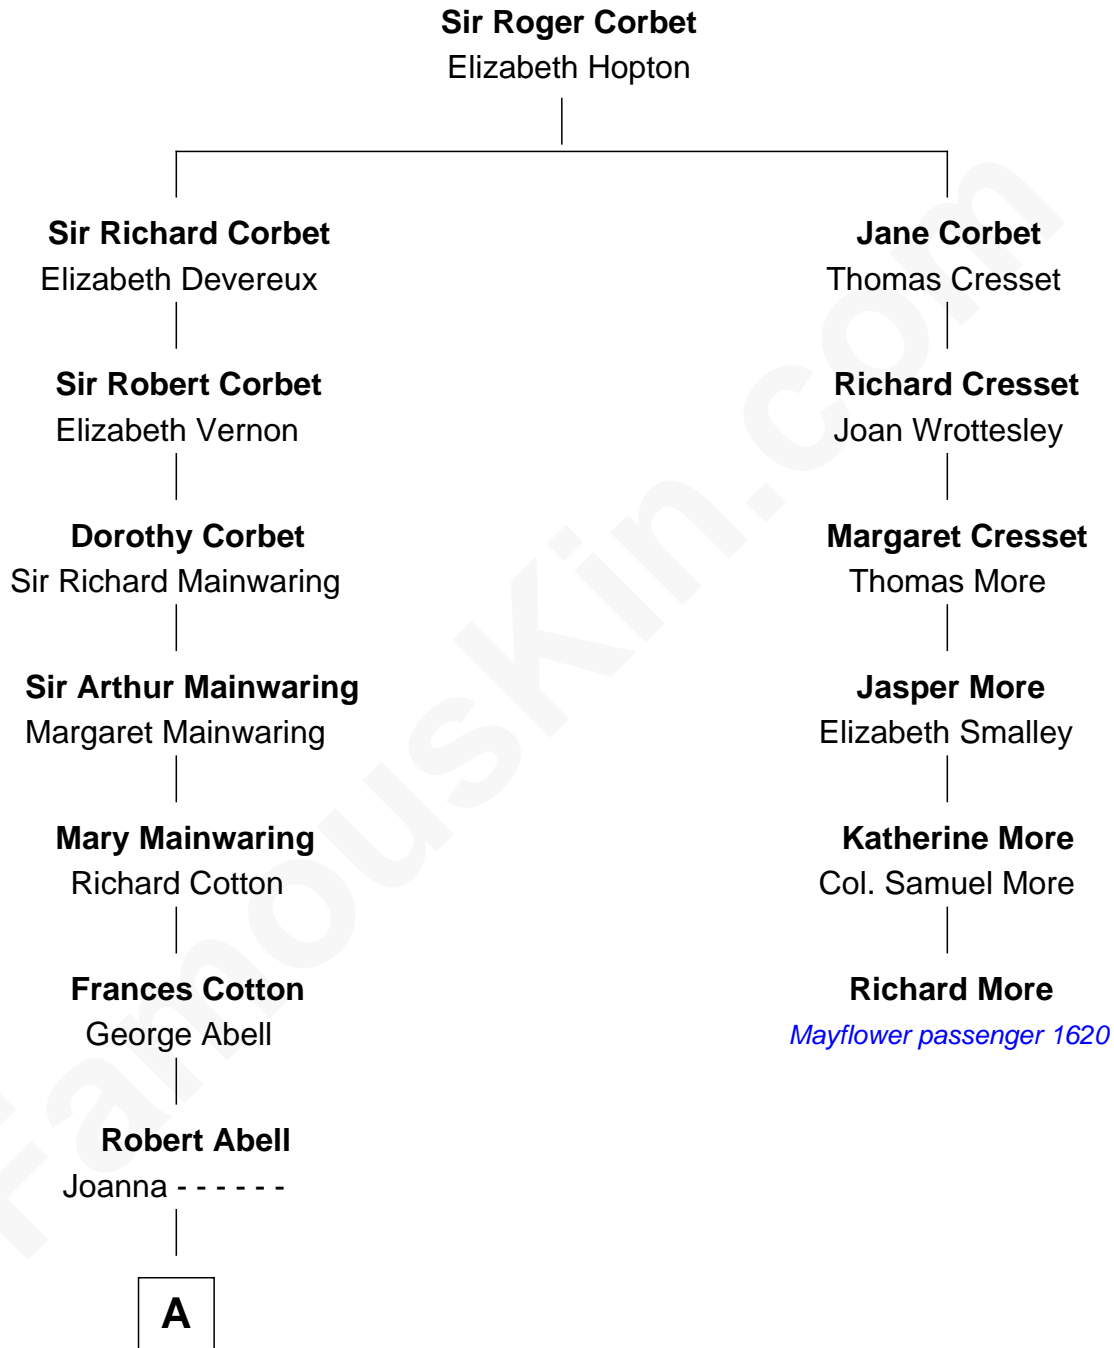 Sir Roger Corbet
Elizabeth Hopton
Sir Richard Corbet
Elizabeth Devereux
Sir Robert Corbet
Elizabeth Vernon
Dorothy Corbet
Sir Richard Mainwaring
Sir Arthur Mainwaring
Margaret Mainwaring
Mary Mainwaring
Richard Cotton
Frances Cotton
George Abell
Robert Abell
Joanna - - - - - -
A
Jane Corbet
Thomas Cresset
Richard Cresset
Joan Wrottesley
Margaret Cresset
Thomas More
Jasper More
Elizabeth Smalley
Katherine More
Col. Samuel More
Richard More
Mayflower passenger 1620
FamousKin.com